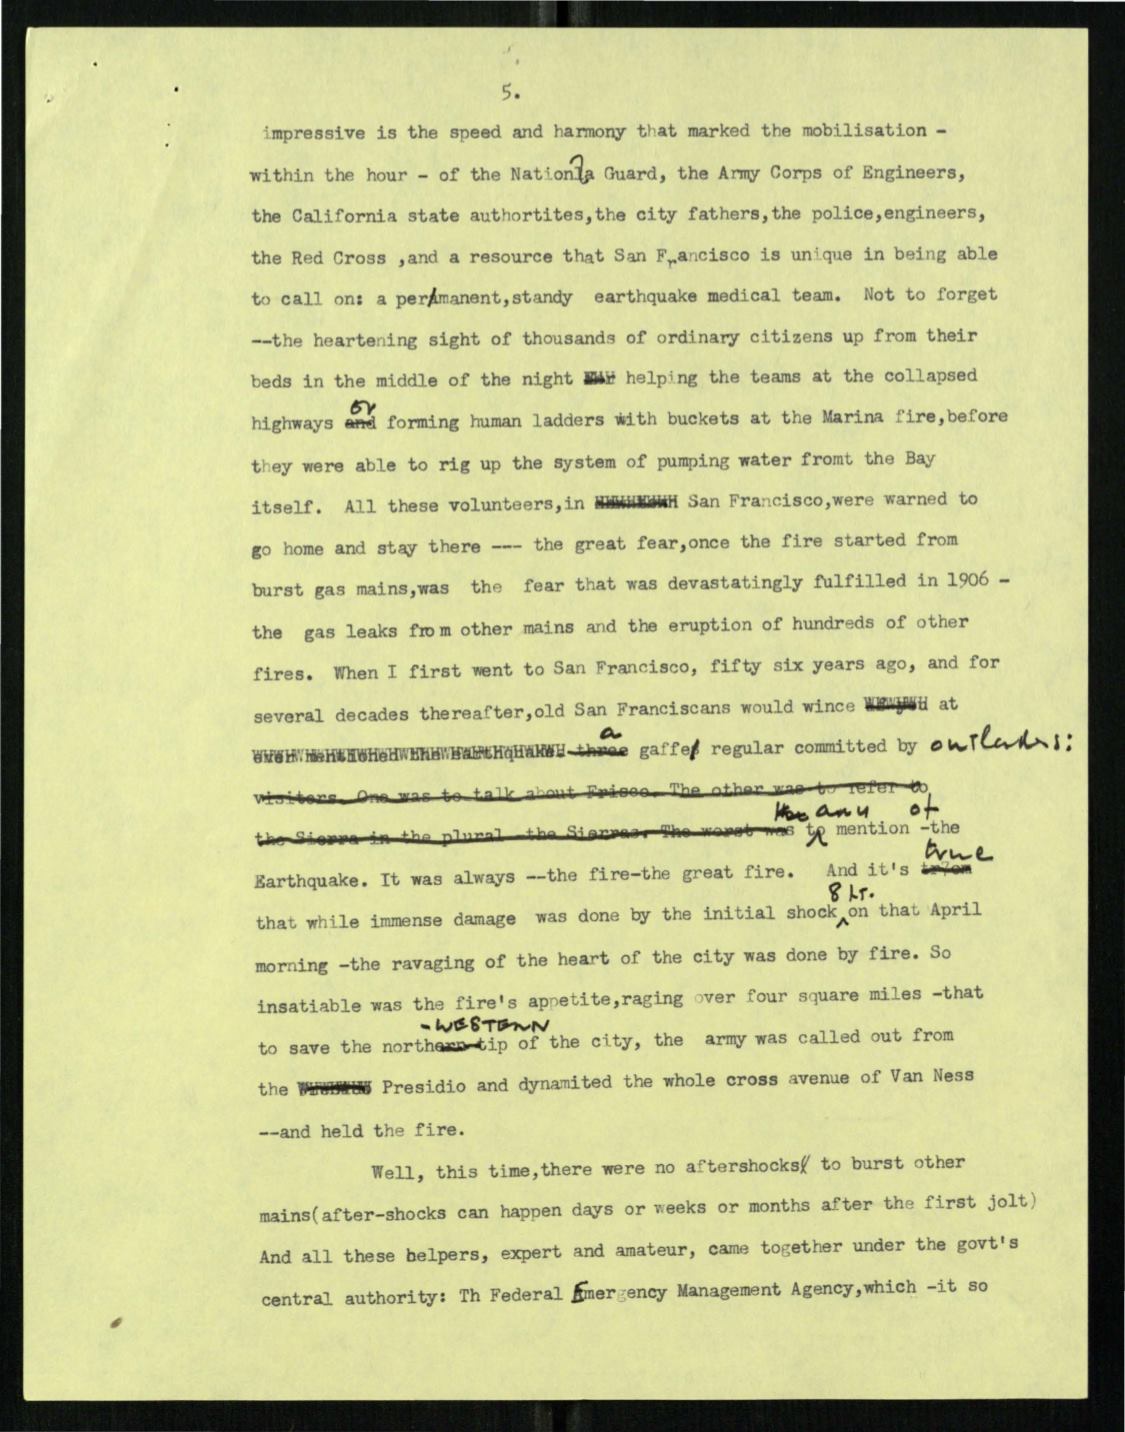 5.
impressive is the speed and harmony that marked the mobilisation -
within the hour - of the National Guard, the Army Corps of Engineers,
the California state authortites,the city fathers,the police,engineers,
the Red Cross ,and a resource that San Francisco is unique in being able
to call on: a per/manent,standy earthquake medical team. Not to forget
--the heartening sight of thousands of ordinary citizens up from their
beds in the middle of the night helping the teams at the collapsed
or
highways and forming human ladders with buckets at the Marina fire,before
they were able to rig up the system of pumping water fromt the Bay
itself. All these volunteers,in San Francisco,were warned to
go home and stay there --- the great fear,once the fire started from
burst gas mains,was the fear that was devastatingly fulfilled in 1906 -
the gas leaks from other mains and the eruption of hundreds of other
fires. When I first went to San Francisco, fifty six years ago, and for
several decades thereafter,old San Franciscans would wince at
a
three gaffe/ regular committed by outlanders:
visiters. One was to talk about Frisco. The other was to refer to
any of
the Sierra in the plural -the Sierras. The worst was to mention -the
true
Earthquake. It was always --the fire-the great fire. And it's
8 pt.
that while immense damage was done by the initial shock on that April
morning -the ravaging of the heart of the city was done by fire. So
insatiable was the fire's appetite,raging over four square miles -that
-WESTERN
to save the northern tip of the city, the army was called out from
the Presidio and dynamited the whole cross avenue of Van Ness
--and held the fire.
Well, this time,there were no aftershocks to burst other
mains(after-shocks can happen days or weeks or months after the first jolt)
And all these helpers, expert and amateur, came together under the govt's
central authority: Th Federal Emergency Management Agency,which -it so